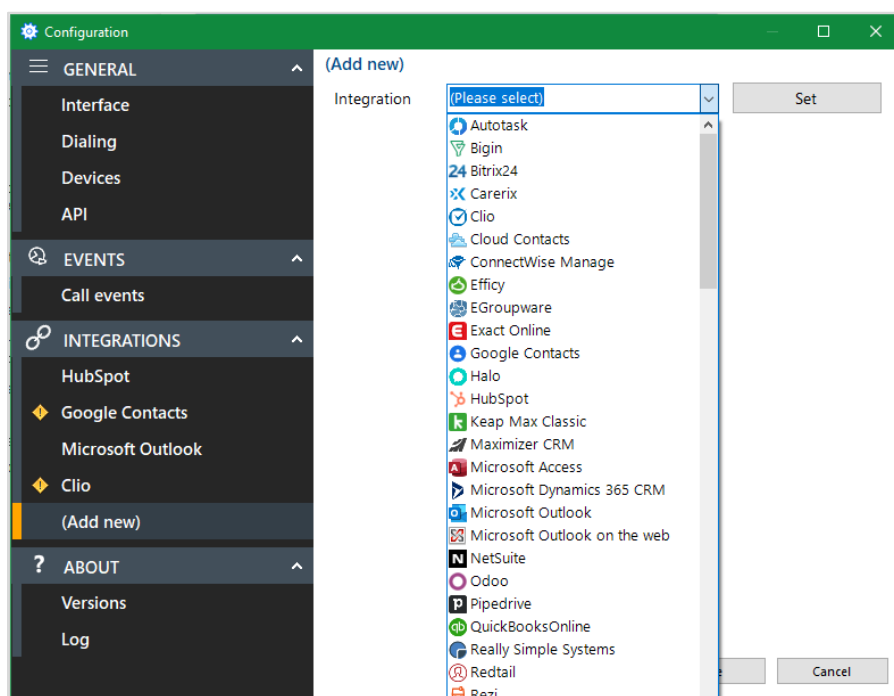 Configuration
GENERAL
Interface
Dialing
Devices
API
EVENTS
Call events
INTEGRATIONS
HubSpot
Google Contacts
Microsoft Outlook
Clio
(Add new)
? ABOUT
Versions
Log
(Add new)
Integration (Please select) Set
Autotask
Bigin
24 Bitrix24
Carerix
Clio
Cloud Contacts
ConnectWise Manage
Efficy
EGroupware
Exact Online
Google Contacts
Halo
HubSpot
Keap Max Classic
Maximizer CRM
Microsoft Access
Microsoft Dynamics 365 CRM
Microsoft Outlook
Microsoft Outlook on the web
NetSuite
Odoo
Pipedrive
QuickBooksOnline
Really Simple Systems
Redtail
Rezi
Cancel